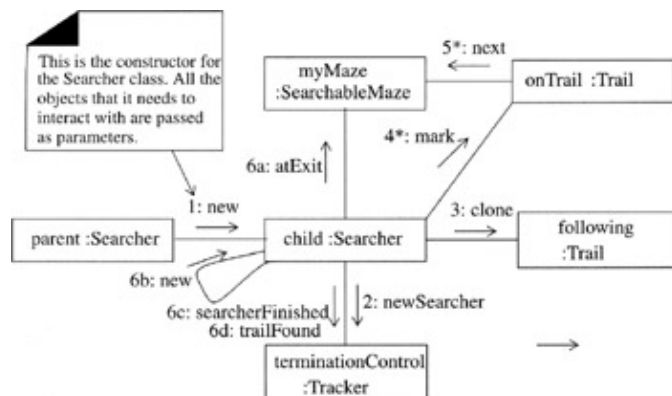 This is the constructor for
the Searcher class. All the
objects that it needs to
interact with are passed
as parameters.
5*: next
myMaze
:SearchableMaze
onTrail :Trail
4*: mark
6a: atExit
1: new
3: clone
parent :Searcher
child :Searcher
following
:Trail
6b: new
6c: searcherFinished
2: newSearcher
6d: trailFound
terminationControl
:Tracker